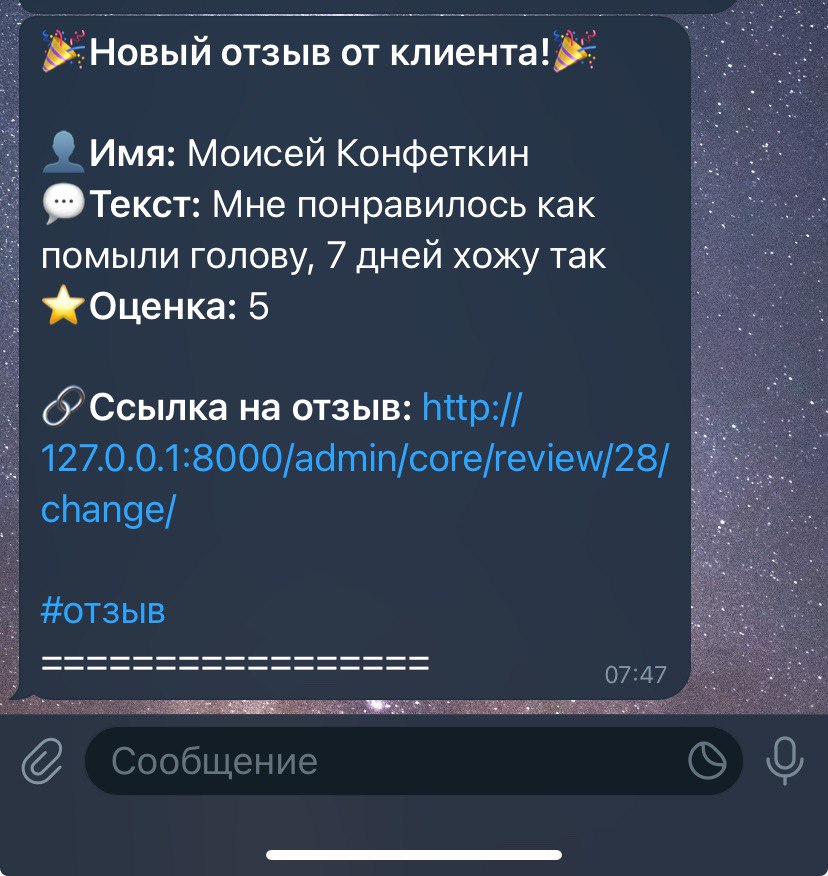 🎉Новый отзыв от клиента!🎉
👤Имя: Моисей Конфеткин
💬Текст: Мне понравилось как
помыли голову, 7 дней хожу так
⭐Оценка: 5
🔗Ссылка на отзыв: http://
127.0.0.1:8000/admin/core/review/28/
change/
#отзыв
=================
07:47
Сообщение